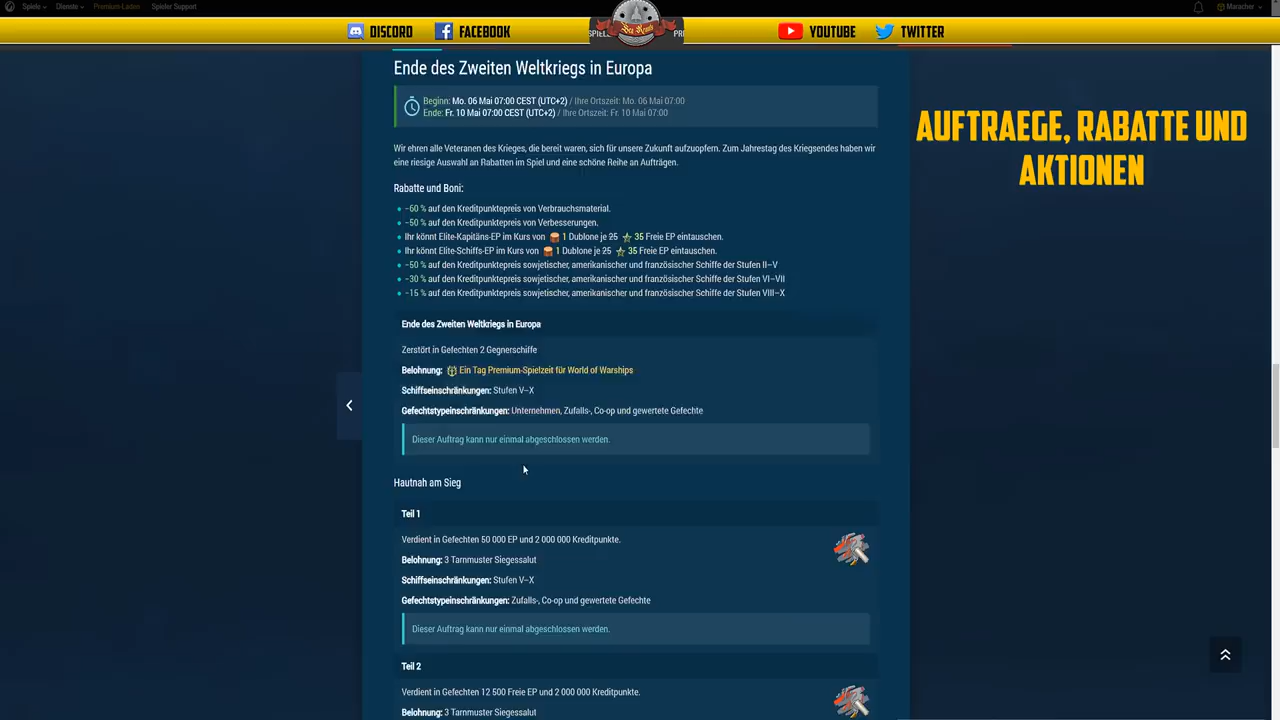 Spiele Dienste Premium-Laden Spieler Support Maracher
DISCORD FACEBOOK YOUTUBE TWITTER
Ende des Zweiten Weltkriegs in Europa
Beginn: Mo. 06 Mai 07:00 CEST (UTC+2) / Ihre Ortszeit: Mo. 06 Mai 07:00
Ende: Fr. 10 Mai 07:00 CEST (UTC+2) / Ihre Ortszeit: Fr. 10 Mai 07:00
AUFTRAEGE, RABATTE UND
AKTIONEN
Wir ehren alle Veteranen des Krieges, die bereit waren, sich für unsere Zukunft aufzuopfern. Zum Jahrestag des Kriegsendes haben wir
eine riesige Auswahl an Rabatten im Spiel und eine schöne Reihe an Aufträgen.
Rabatte und Boni:
−60 % auf den Kreditpunktepreis von Verbrauchsmaterial.
−50 % auf den Kreditpunktepreis von Verbesserungen.
Ihr könnt Elite-Kapitäns-EP im Kurs von 1 Dublone je 25 35 Freie EP eintauschen.
Ihr könnt Elite-Schiffs-EP im Kurs von 1 Dublone je 25 35 Freie EP eintauschen.
−50 % auf den Kreditpunktepreis sowjetischer, amerikanischer und französischer Schiffe der Stufen II–V
−30 % auf den Kreditpunktepreis sowjetischer, amerikanischer und französischer Schiffe der Stufen VI–VII
−15 % auf den Kreditpunktepreis sowjetischer, amerikanischer und französischer Schiffe der Stufen VIII–X
Ende des Zweiten Weltkriegs in Europa
Zerstört in Gefechten 2 Gegnerschiffe
Belohnung: Ein Tag Premium-Spielzeit für World of Warships
Schiffseinschränkungen: Stufen V–X
Gefechtstypeinschränkungen: Unternehmen, Zufalls-, Co-op und gewertete Gefechte
Dieser Auftrag kann nur einmal abgeschlossen werden.
Hautnah am Sieg
Teil 1
Verdient in Gefechten 50 000 EP und 2 000 000 Kreditpunkte.
Belohnung: 3 Tarnmuster Siegessalut
Schiffseinschränkungen: Stufen V–X
Gefechtstypeinschränkungen: Zufalls-, Co-op und gewertete Gefechte
Dieser Auftrag kann nur einmal abgeschlossen werden.
Teil 2
Verdient in Gefechten 12 500 Freie EP und 2 000 000 Kreditpunkte.
Belohnung: 3 Tarnmuster Siegessalut